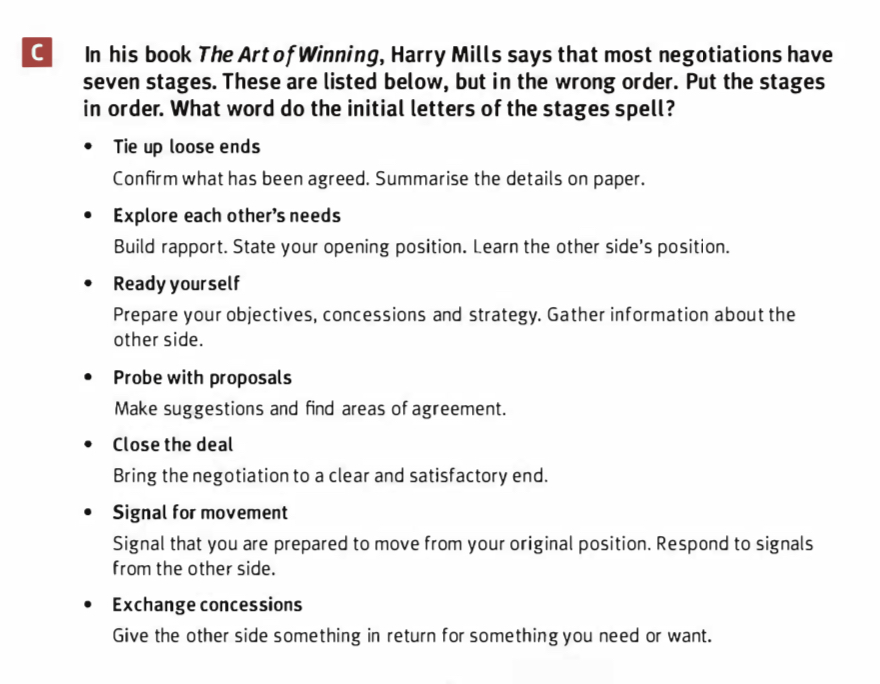 C In his book The Art of Winning, Harry Mills says that most negotiations have
seven stages. These are listed below, but in the wrong order. Put the stages
in order. What word do the initial letters of the stages spell?
• Tie up loose ends
Confirm what has been agreed. Summarise the details on paper.
• Explore each other's needs
Build rapport. State your opening position. Learn the other side's position.
• Ready yourself
Prepare your objectives, concessions and strategy. Gather information about the
other side.
• Probe with proposals
Make suggestions and find areas of agreement.
• Close the deal
Bring the negotiation to a clear and satisfactory end.
• Signal for movement
Signal that you are prepared to move from your original position. Respond to signals
from the other side.
• Exchange concessions
Give the other side something in return for something you need or want.